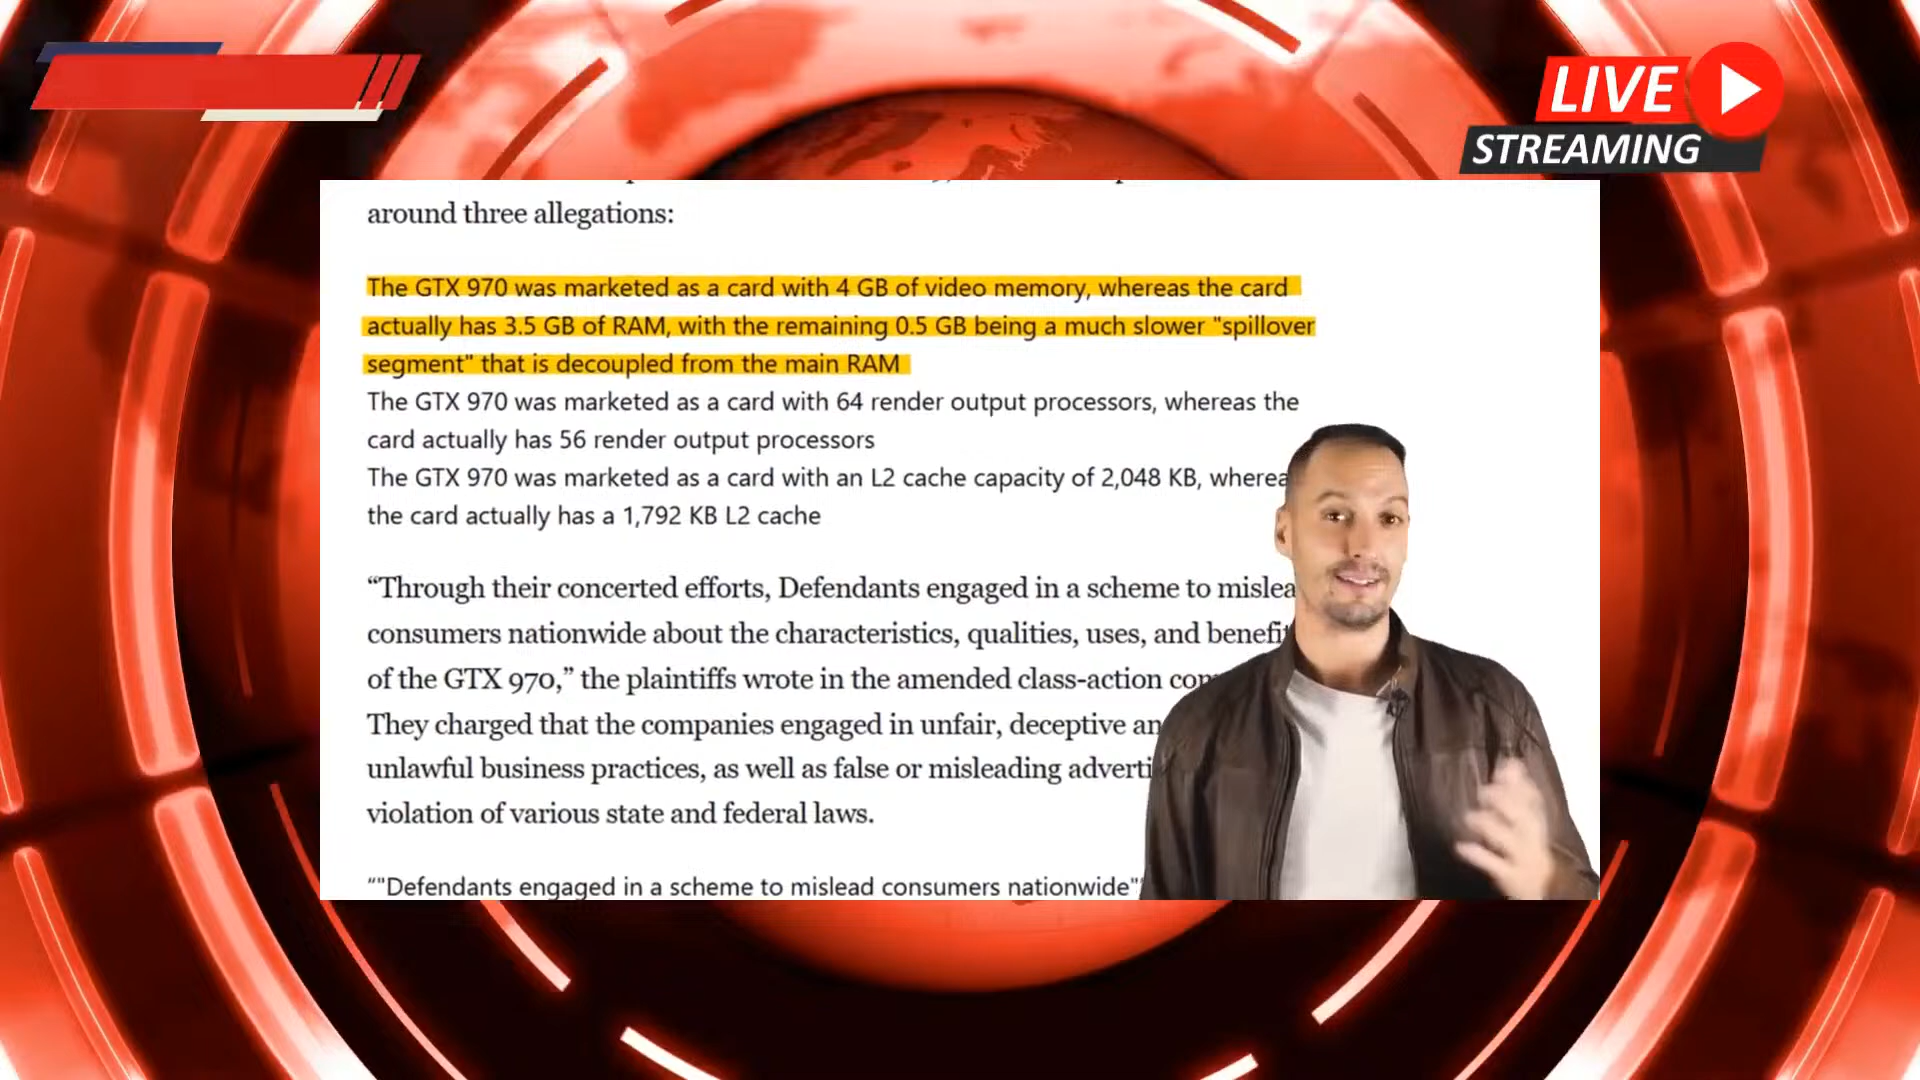 LIVE
STREAMING
around three allegations:
The GTX 970 was marketed as a card with 4 GB of video memory, whereas the card
actually has 3.5 GB of RAM, with the remaining 0.5 GB being a much slower "spillover
segment" that is decoupled from the main RAM
The GTX 970 was marketed as a card with 64 render output processors, whereas the
card actually has 56 render output processors
The GTX 970 was marketed as a card with an L2 cache capacity of 2,048 KB, wherea
the card actually has a 1,792 KB L2 cache
“Through their concerted efforts, Defendants engaged in a scheme to mislea
consumers nationwide about the characteristics, qualities, uses, and benefit
of the GTX 970,” the plaintiffs wrote in the amended class-action
They charged that the companies engaged in unfair, deceptive an
unlawful business practices, as well as false or misleading adverti
violation of various state and federal laws.
“"Defendants engaged in a scheme to mislead consumers nationwide"